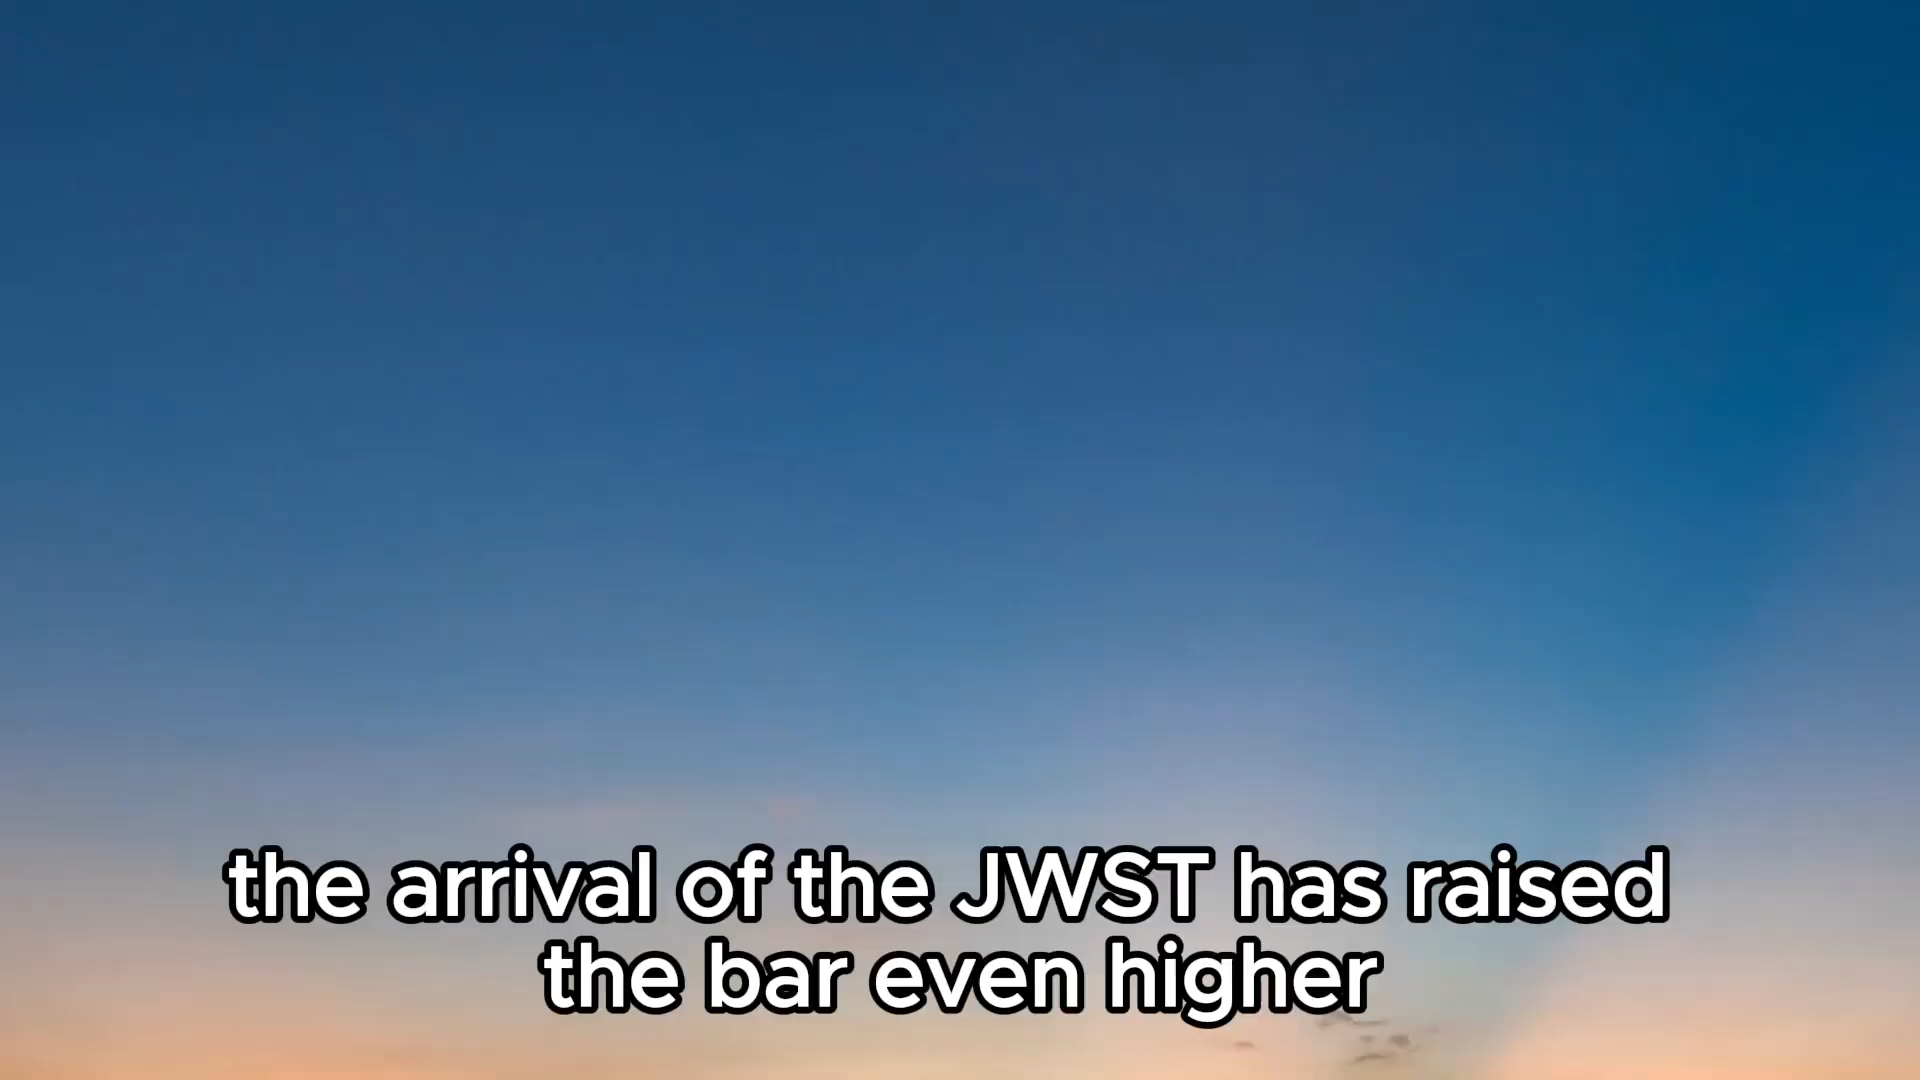 the arrival of the JWST has raised
the bar even higher